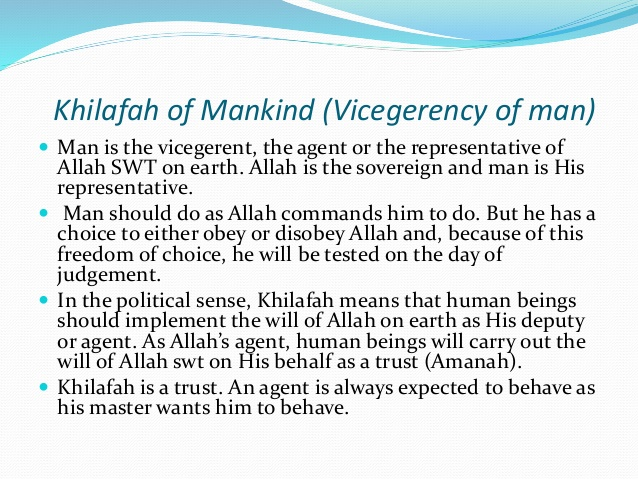 Khilafah of Mankind (Vicegerency of man)
• Man is the vicegerent, the agent or the representative of
Allah SWT on earth. Allah is the sovereign and man is His
representative.
• Man should do as Allah commands him to do. But he has a
choice to either obey or disobey Allah and, because of this
freedom of choice, he will be tested on the day of
judgement.
• In the political sense, Khilafah means that human beings
should implement the will of Allah on earth as His deputy
or agent. As Allah’s agent, human beings will carry out the
will of Allah swt on His behalf as a trust (Amanah).
• Khilafah is a trust. An agent is always expected to behave as
his master wants him to behave.